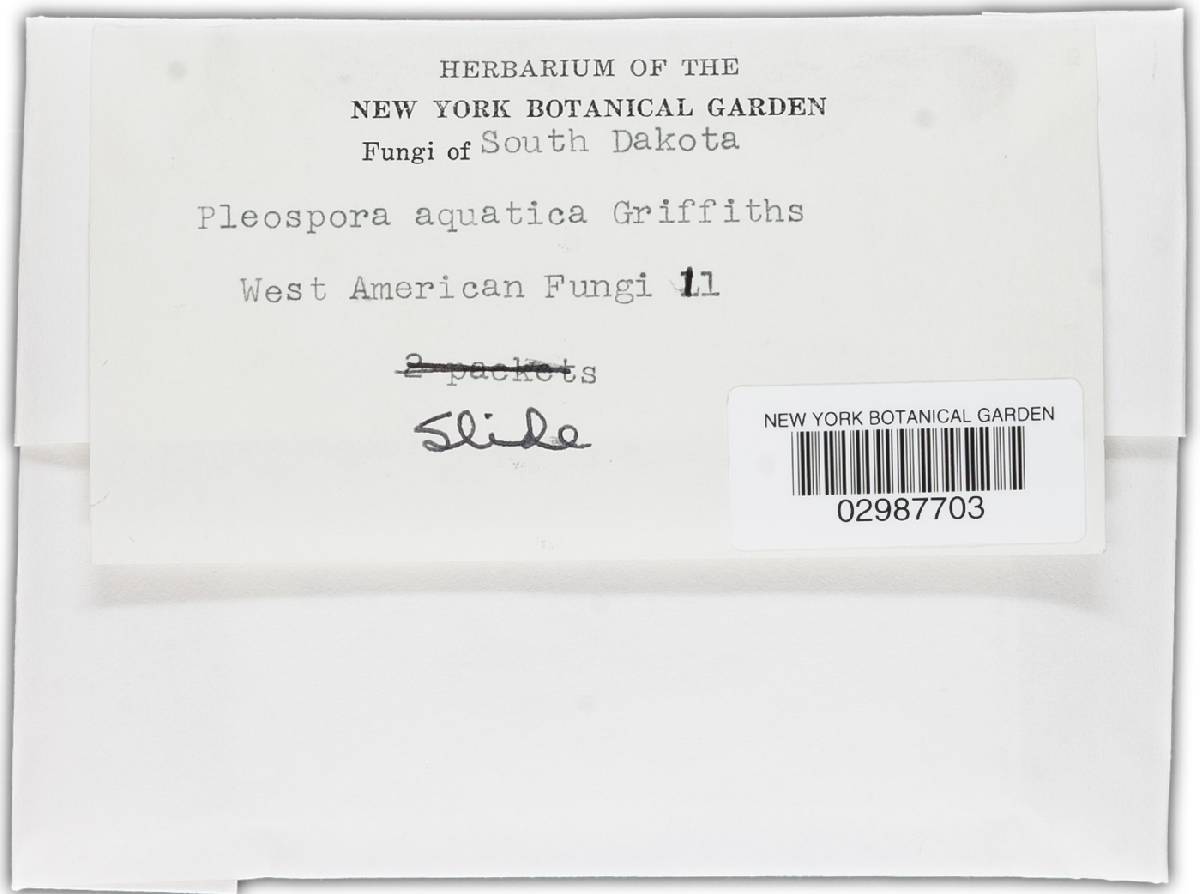 HERBARIUM OF THE
NEW YORK BOTANICAL GARDEN
Fungi of South Dakota
Pleospora aquatica Griffiths
West American Fungi 11
2 packets
Slide
NEW YORK BOTANICAL GARDEN
02987703